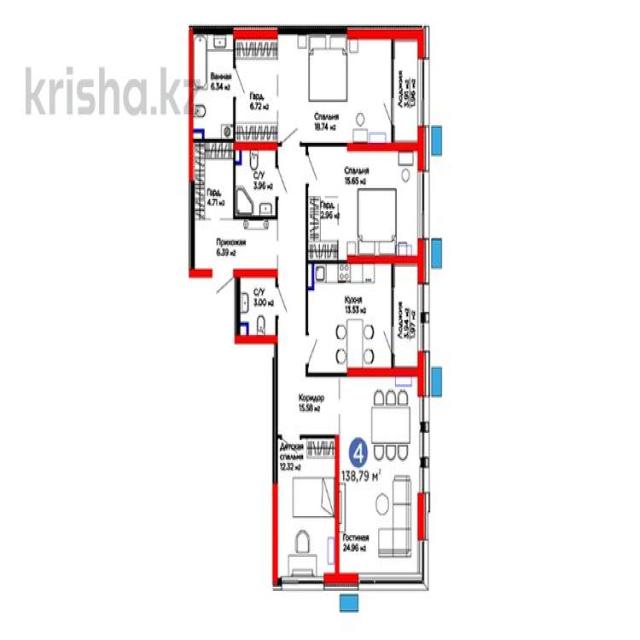 krisha.kz
Ванная
6.34 м2
Гард.
6.72 м2
Спальня
18.74 м2
Лоджия
3.91 м2
1.96 м2
Гард.
4.71 м2
С/У
3.96 м2
Спальня
15.65 м2
Гард.
2.96 м2
Прихожая
6.39 м2
С/У
3.00 м2
Кухня
13.53 м2
Лоджия
3.94 м2
1.97 м2
Коридор
15.58 м2
Детская
спальня
12.32 м2
4
138,79 м2
Гостиная
24.96 м2